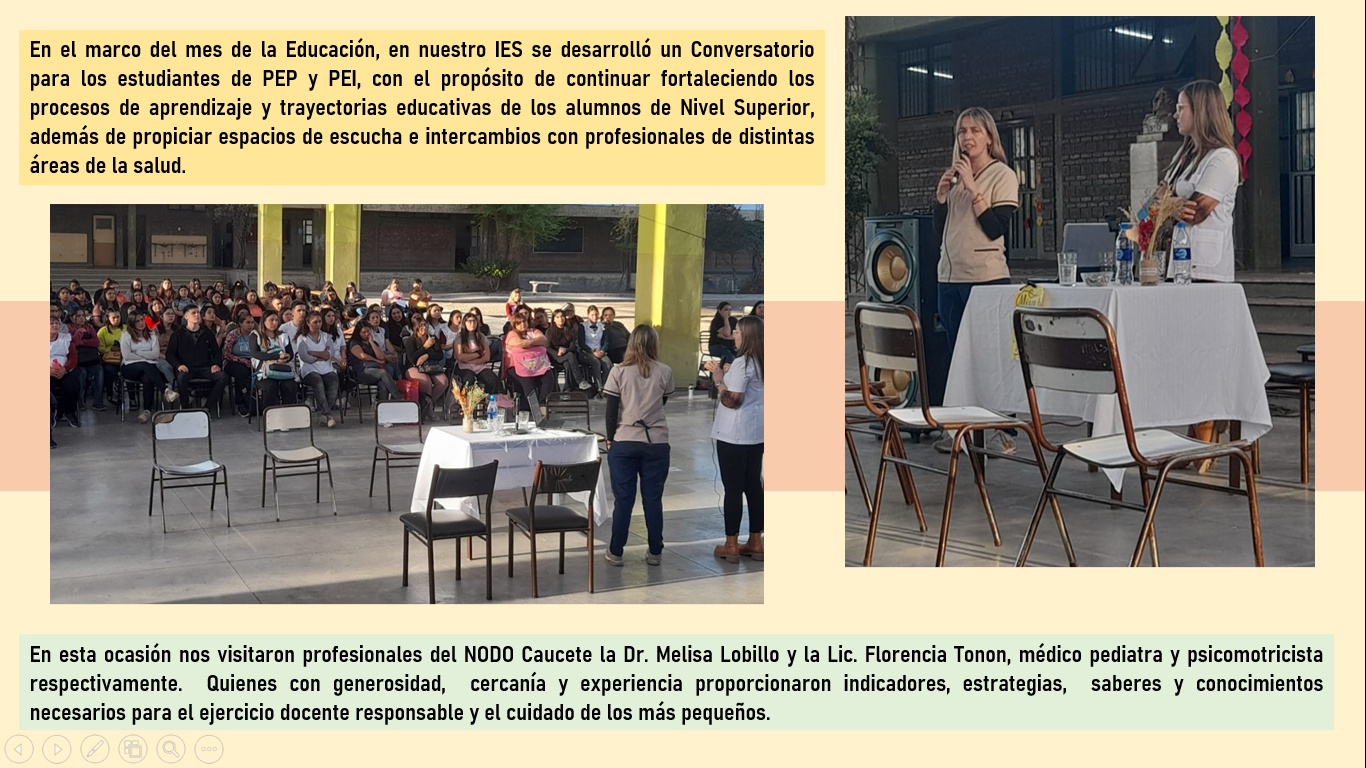 En el marco del mes de la Educación, en nuestro IES se desarrolló un Conversatorio
para los estudiantes de PEP y PEI, con el propósito de continuar fortaleciendo los
procesos de aprendizaje y trayectorias educativas de los alumnos de Nivel Superior,
además de propiciar espacios de escucha e intercambios con profesionales de distintas
áreas de la salud.
En esta ocasión nos visitaron profesionales del NODO Caucete la Dr. Melisa Lobillo y la Lic. Florencia Tonon, médico pediatra y psicomotricista
respectivamente. Quienes con generosidad, cercanía y experiencia proporcionaron indicadores, estrategias, saberes y conocimientos
necesarios para el ejercicio docente responsable y el cuidado de los más pequeños.